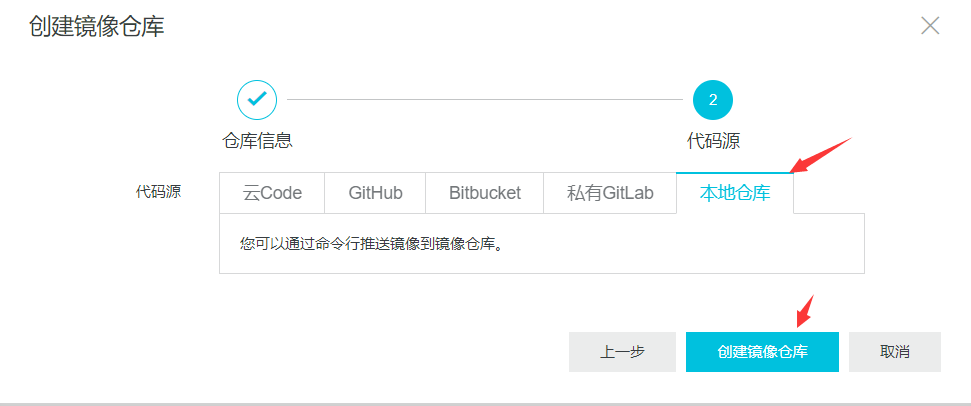 创建镜像仓库
2
仓库信息 代码源
代码源 云Code GitHub Bitbucket 私有GitLab 本地仓库
您可以通过命令行推送镜像到镜像仓库。
上一步 创建镜像仓库 取消